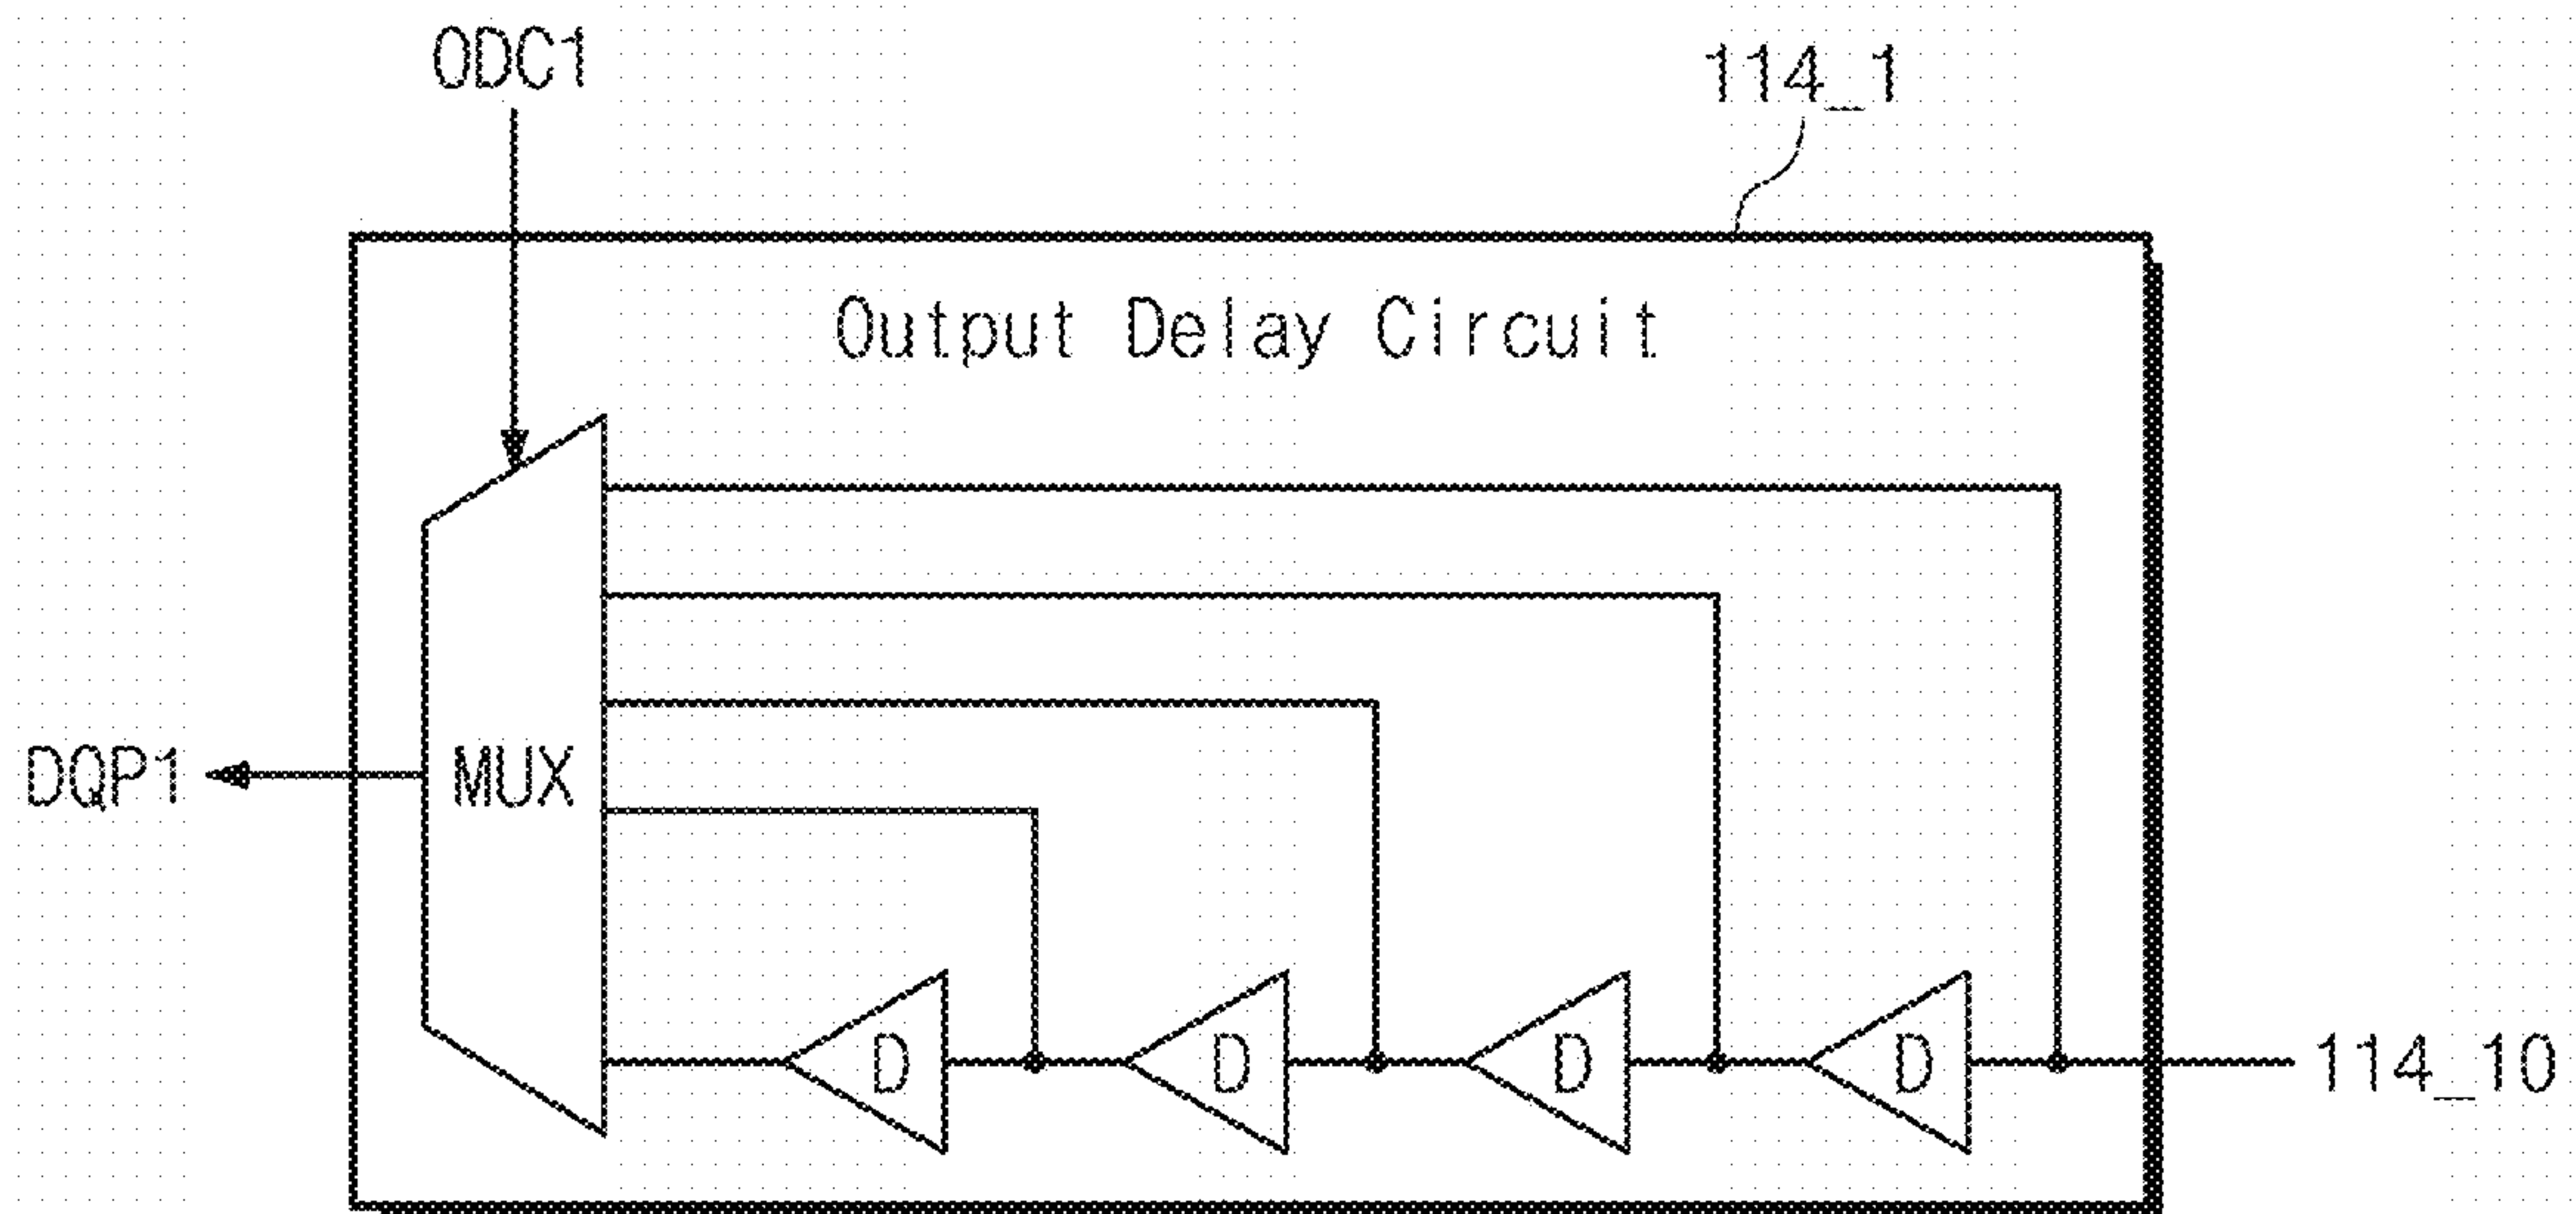 ODC1
114_1
Output Delay Circuit
DQP1
MUX
D
D
D
D
114_10